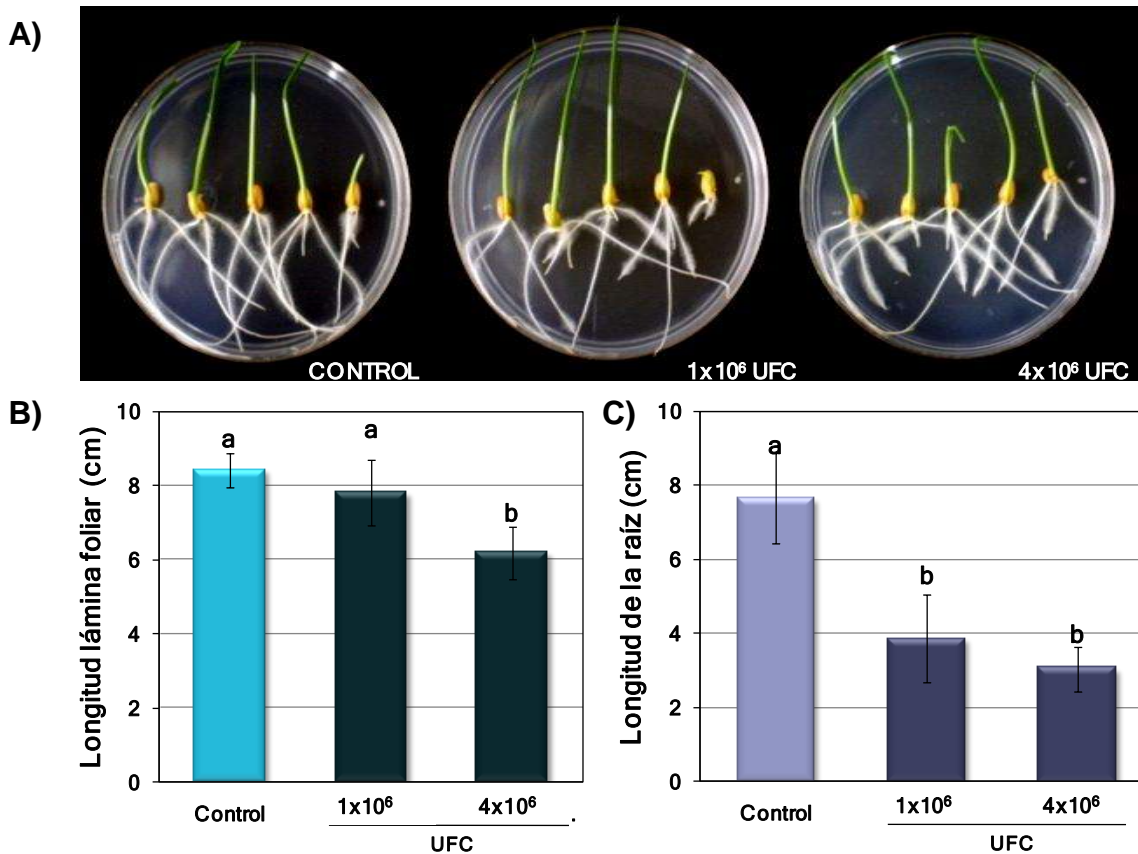 A)
CONTROL
1x10⁶ UFC
4x10⁶ UFC
B)
Longitud lámina foliar (cm)
10
8
6
4
2
0
a
a
b
Control
1x10⁶
4x10⁶
.
UFC
C)
Longitud de la raíz (cm)
10
8
6
4
2
0
a
b
b
Control
1x10⁶
4x10⁶
UFC